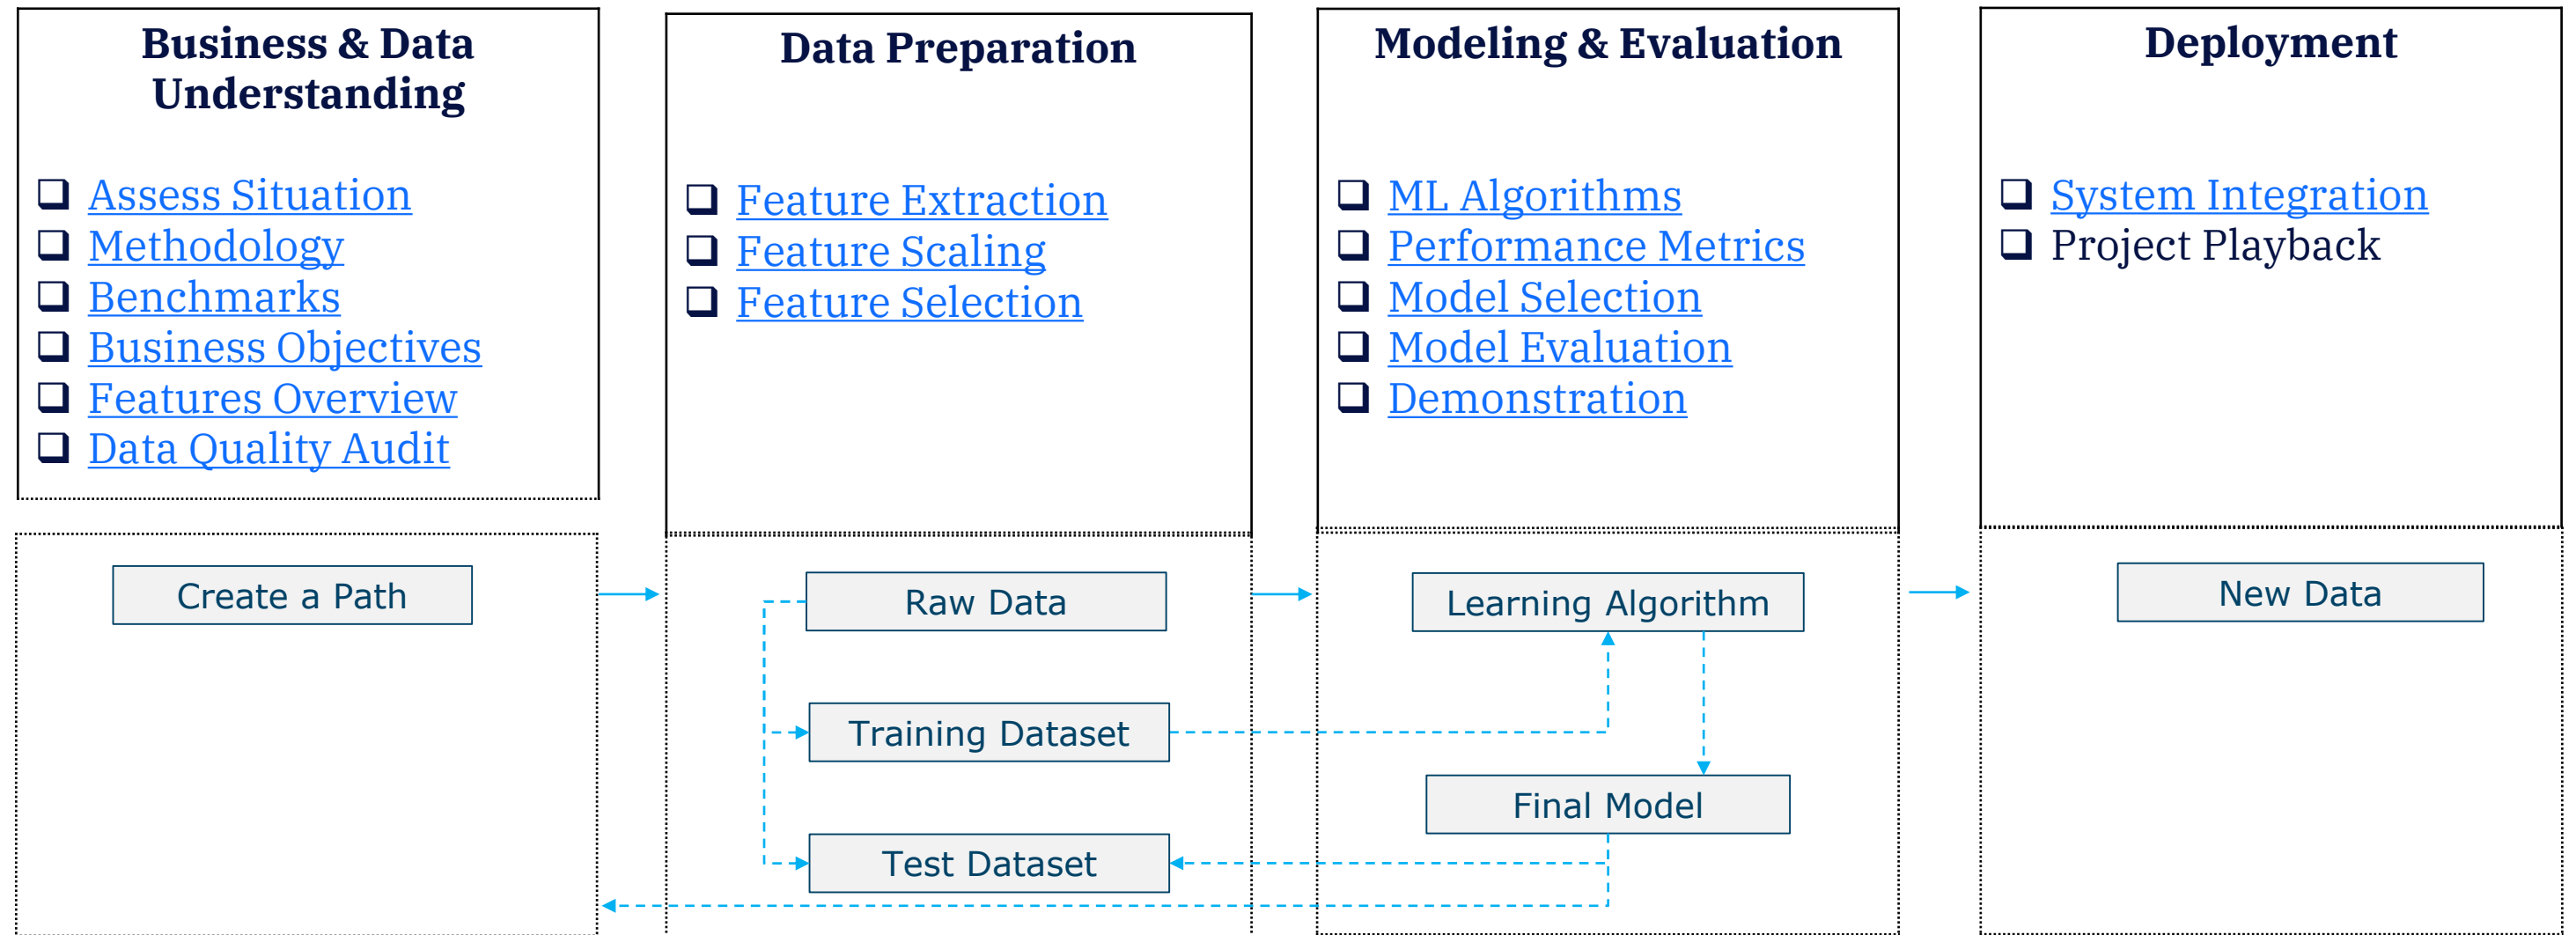 Business & Data
Understanding
❑ Assess Situation
❑ Methodology
❑ Benchmarks
❑ Business Objectives
❑ Features Overview
❑ Data Quality Audit
Create a Path
Data Preparation
❑ Feature Extraction
❑ Feature Scaling
❑ Feature Selection
Raw Data
Training Dataset
Test Dataset
Modeling & Evaluation
❑ ML Algorithms
❑ Performance Metrics
❑ Model Selection
❑ Model Evaluation
❑ Demonstration
Learning Algorithm
Final Model
Deployment
❑ System Integration
❑ Project Playback
New Data